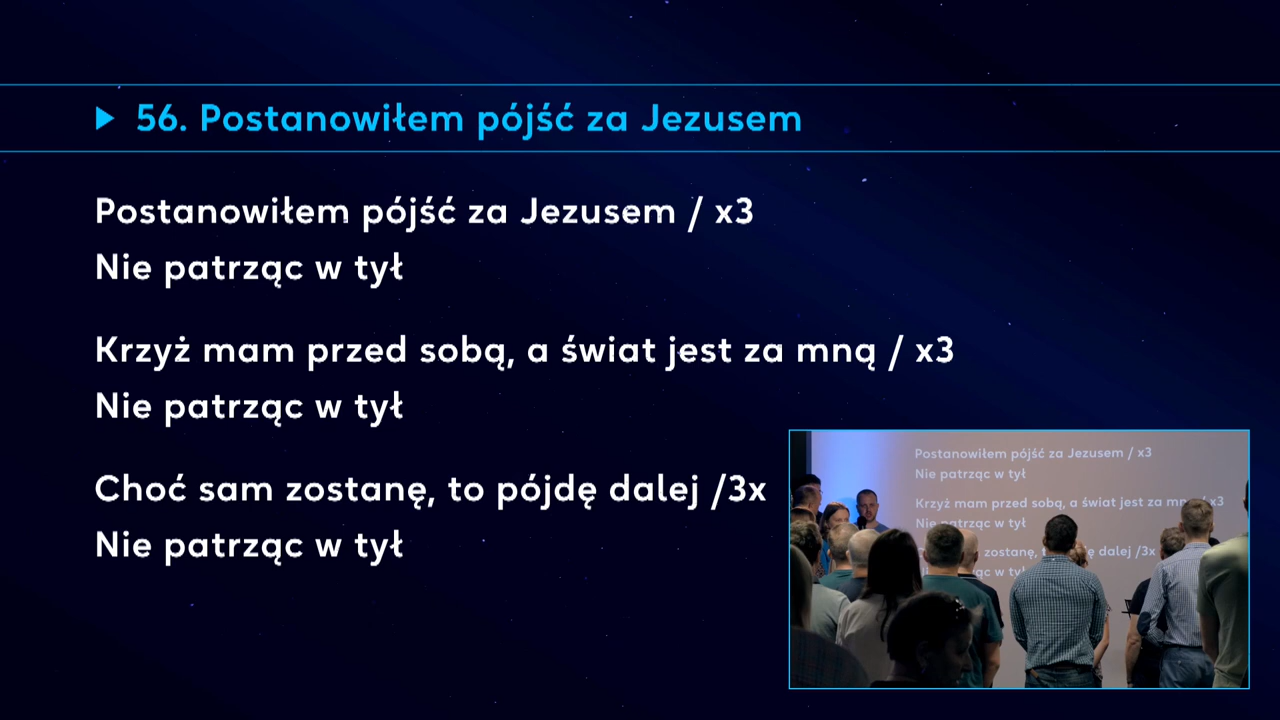 56. Postanowiłem pójść za Jezusem
Postanowiłem pójść za Jezusem / x3
Nie patrząc w tył
Krzyż mam przed sobą, a świat jest za mną / x3
Nie patrząc w tył
Choć sam zostanę, to pójdę dalej /3x
Nie patrząc w tył
Postanowiłem pójść za Jezusem / x3
Nie patrząc w tył
Krzyż mam przed sobą, a świat jest za x3
Nie patrząc w tył
zostanę, dalej /3x
w